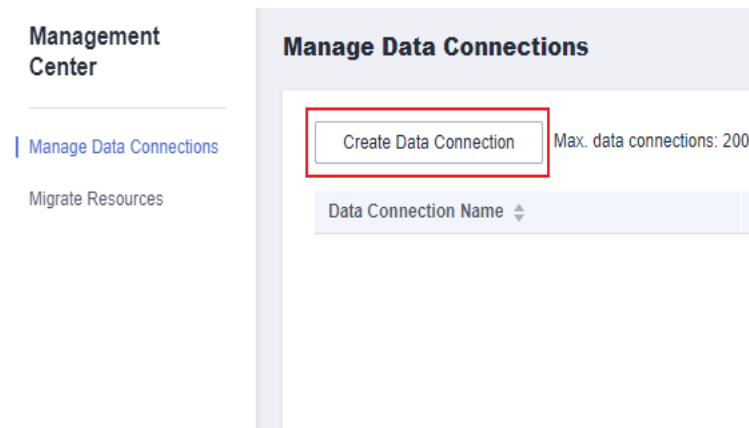 Management
Center
Manage Data Connections
Migrate Resources
Manage Data Connections
Create Data Connection
Max. data connections: 200
Data Connection Name